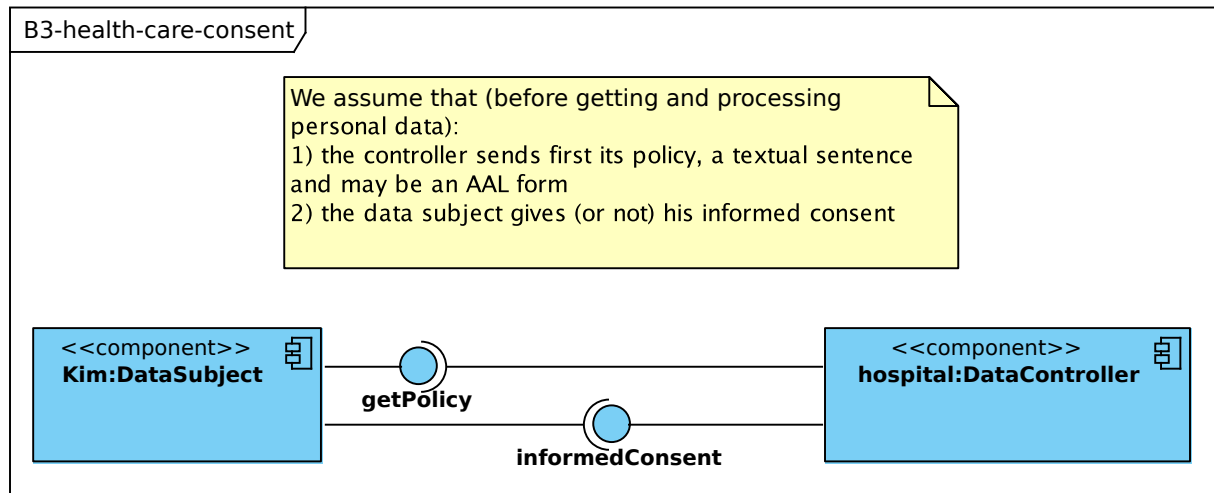 B3-health-care-consent
We assume that (before getting and processing
personal data):
1) the controller sends first its policy, a textual sentence
and may be an AAL form
2) the data subject gives (or not) his informed consent
<<component>>
Kim:DataSubject
<<component>>
hospital:DataController
getPolicy
informedConsent